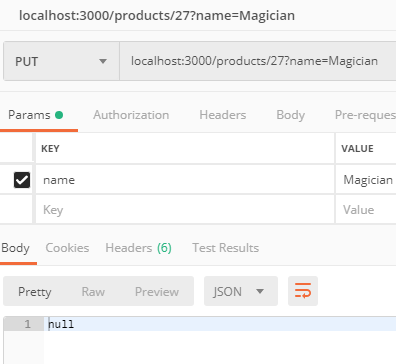 localhost:3000/products/27?name=Magician
PUT localhost:3000/products/27?name=Magician
Params Authorization Headers Body Pre-reques
KEY VALUE
name Magician
Key Value
Body Cookies Headers (6) Test Results
Pretty Raw Preview JSON
1 null